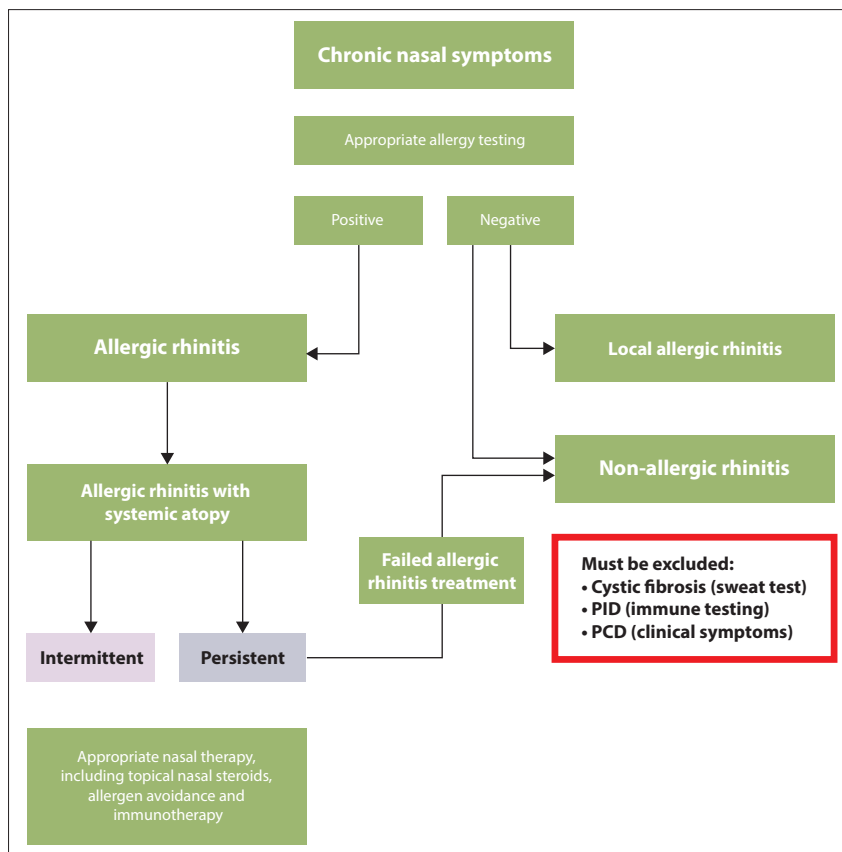 Chronic nasal symptoms
Appropriate allergy testing
Positive
Negative
Allergic rhinitis
Local allergic rhinitis
Non-allergic rhinitis
Allergic rhinitis with
systemic atopy
Failed allergic
rhinitis treatment
Must be excluded:
• Cystic fibrosis (sweat test)
• PID (immune testing)
• PCD (clinical symptoms)
Intermittent
Persistent
Appropriate nasal therapy,
including topical nasal steroids,
allergen avoidance and
immunotherapy